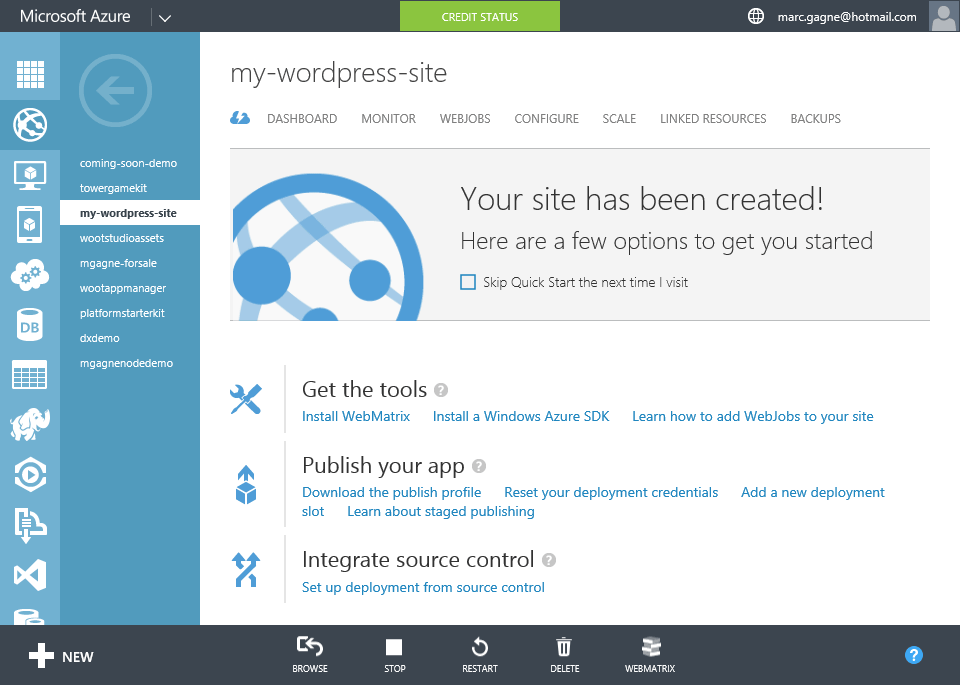 Microsoft Azure
CREDIT STATUS
marc.gagne@hotmail.com
coming-soon-demo
towergamekit
my-wordpress-site
wootstudioassets
mgagne-forsale
wootappmanager
platformstarterkit
dxdemo
mgagnenodedemo
DB
my-wordpress-site
DASHBOARD MONITOR WEBJOBS CONFIGURE SCALE LINKED RESOURCES BACKUPS
Your site has been created!
Here are a few options to get you started
Skip Quick Start the next time I visit
Get the tools ?
Install WebMatrix Install a Windows Azure SDK Learn how to add WebJobs to your site
Publish your app ?
Download the publish profile Reset your deployment credentials Add a new deployment
slot Learn about staged publishing
Integrate source control ?
Set up deployment from source control
NEW
BROWSE STOP RESTART DELETE WEBMATRIX
?